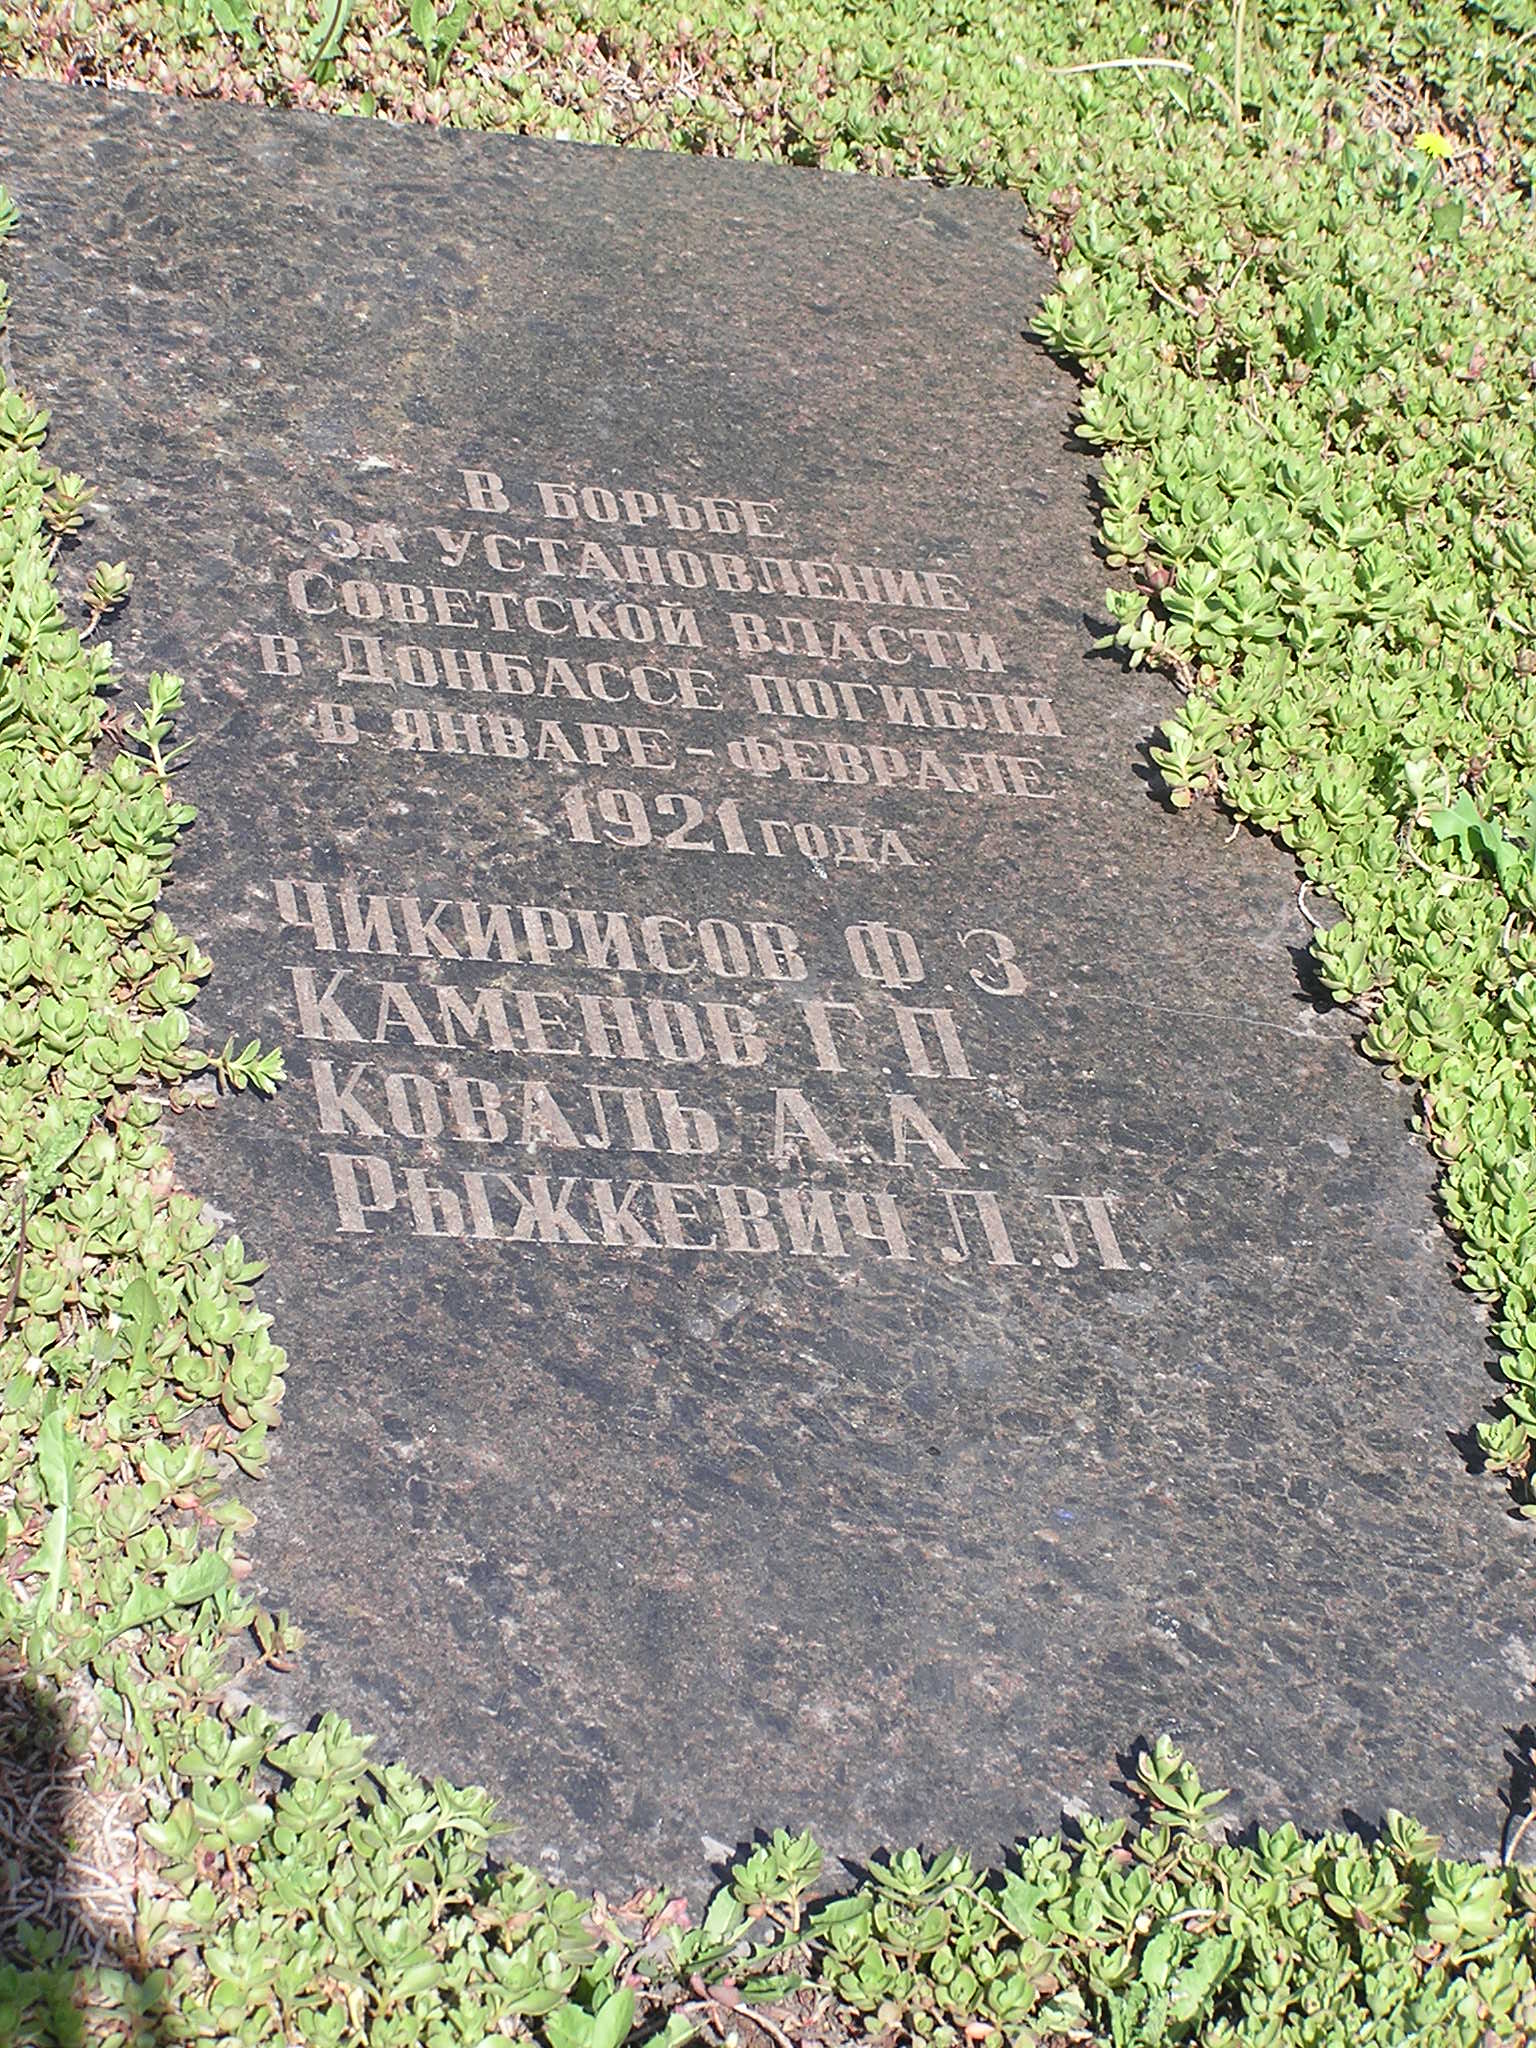 В БОРЬБЕ
ЗА УСТАНОВЛЕНИЕ
СОВЕТСКОЙ ВЛАСТИ
В ДОНБАССЕ ПОГИБЛИ
В ЯНВАРЕ - ФЕВРАЛЕ
1921 ГОДА
ЧИКИРИСОВ Ф З
КАМЕНОВ Г П
КОВАЛЬ А.А
РЫЖКЕВИЧ Л.Л.